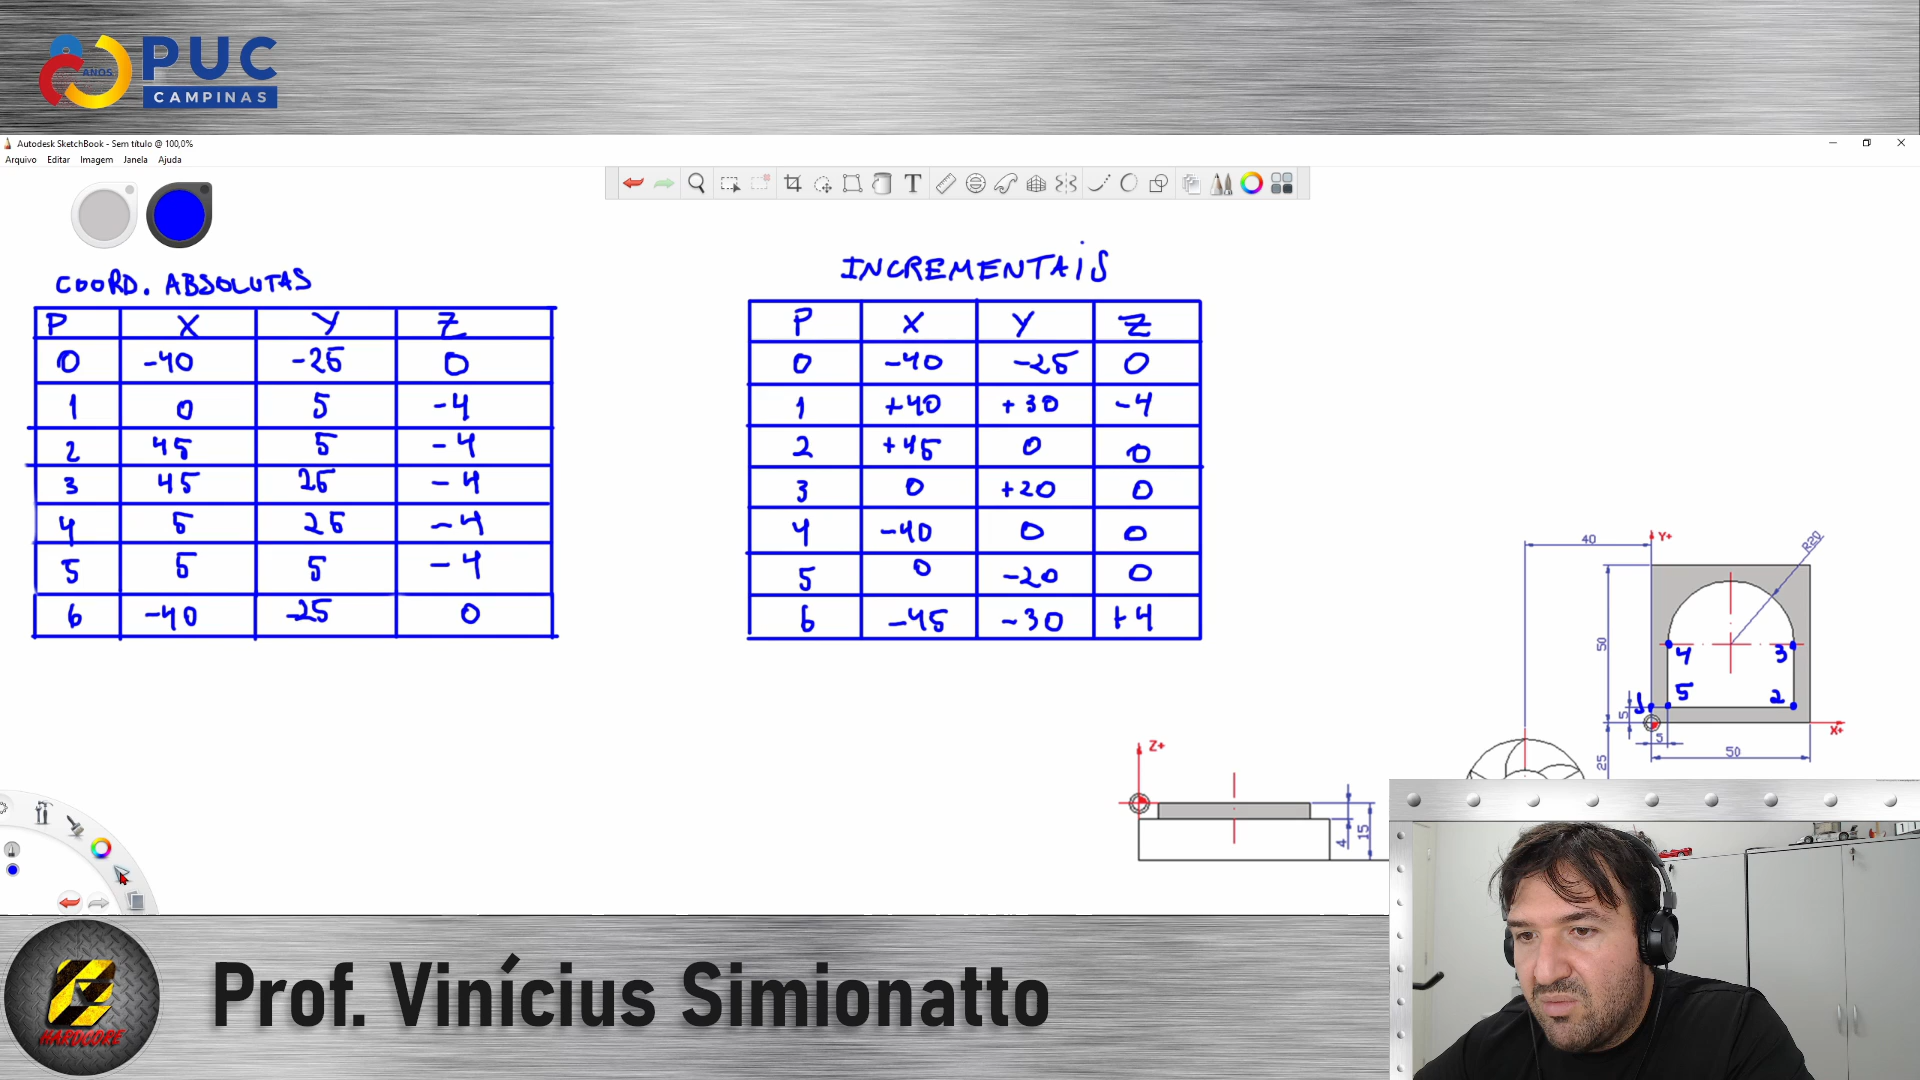 ANOS
PUC
CAMPINAS
Autodesk SketchBook - Sem título @ 100,0%
Arquivo Editar Imagem Janela Ajuda
T
COORD. ABSOLUTAS
P X Y Z
0 -40 -25 0
1 0 5 -4
2 45 5 -4
3 45 25 -4
4 5 25 -4
5 5 5 -4
6 -40 -25 0
INCREMENTAIS
P X Y Z
0 -40 -25 0
1 +40 +30 -4
2 +45 0 0
3 0 +20 0
4 -40 0 0
5 0 -20 0
6 -45 -30 +4
40
Y+
R20
50
4 3
5 2
1
5
5
X+
50
25
Z+
4
15
HARDCORE
Prof. Vinícius Simionatto